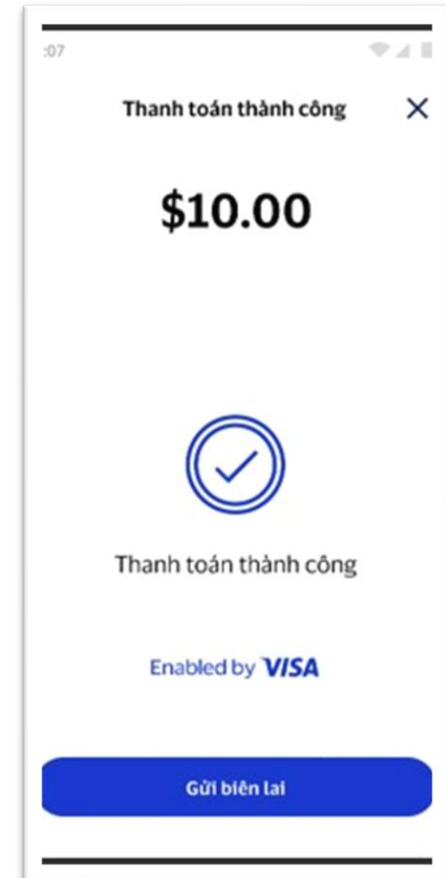 :07
Thanh toán thành công
$10.00
Thanh toán thành công
Enabled by VISA
Gửi biên lai